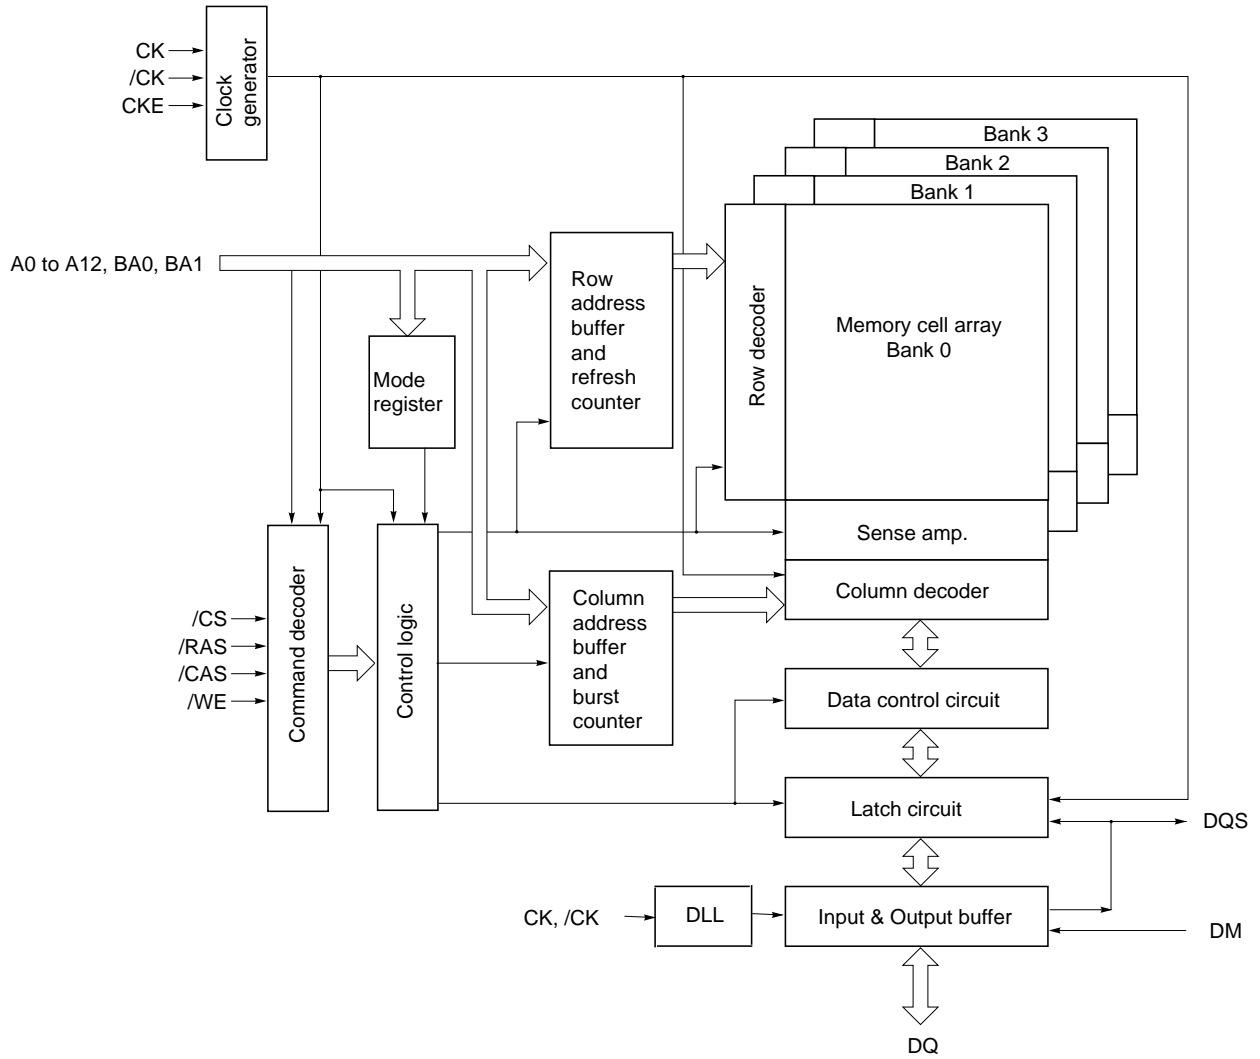 CK
/CK
CKE
Clock
generator
Bank 3
Bank 2
Bank 1
A0 to A12, BA0, BA1
Row
address
buffer
and
refresh
counter
Row decoder
Memory cell array
Bank 0
Mode
register
Sense amp.
Column decoder
/CS
/RAS
/CAS
/WE
Command decoder
Control logic
Column
address
buffer
and
burst
counter
Data control circuit
Latch circuit
DQS
CK, /CK
DLL
Input & Output buffer
DM
DQ